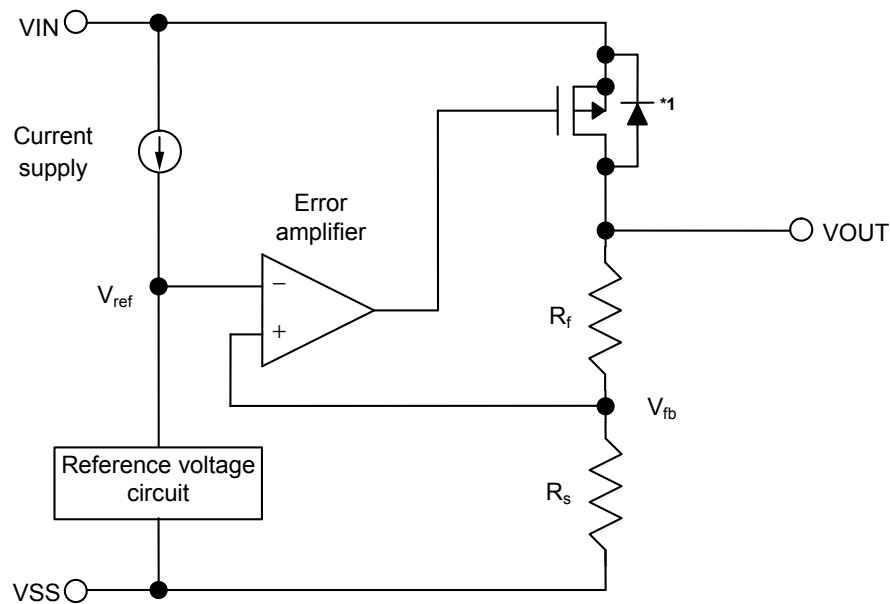 VIN
*1
Current
supply
Error
amplifier
VOUT
Vref
−
+
Rf
Vfb
Reference voltage
circuit
Rs
VSS